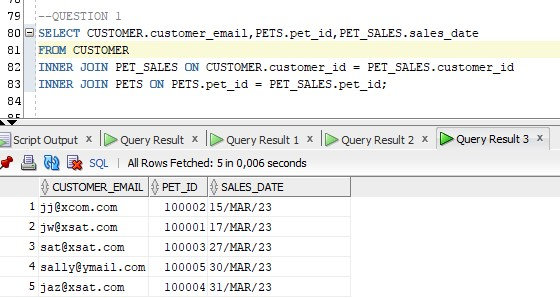 79 --QUESTION 1
80 SELECT CUSTOMER.customer_email,PETS.pet_id,PET_SALES.sales_date
81 FROM CUSTOMER
82 INNER JOIN PET_SALES ON CUSTOMER.customer_id = PET_SALES.customer_id
83 INNER JOIN PETS ON PETS.pet_id = PET_SALES.pet_id;
84
85
Script Output x Query Result x Query Result 1 x Query Result 2 x Query Result 3 x
SQL | All Rows Fetched: 5 in 0,006 seconds
CUSTOMER_EMAIL PET_ID SALES_DATE
1 jj@xcom.com 100002 15/MAR/23
2 jw@xsat.com 100001 17/MAR/23
3 sat@xsat.com 100003 27/MAR/23
4 sally@ymail.com 100005 30/MAR/23
5 jaz@xsat.com 100004 31/MAR/23